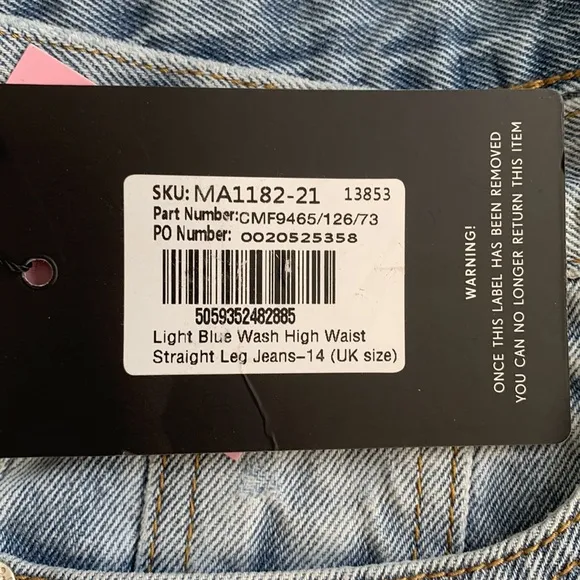 SKU: MA1182-21 13853
Part Number:CMF9465/126/73
PO Number: 0020525358
5059352482885
Light Blue Wash High Waist
Straight Leg Jeans-14 (UK size)
WARNING!
ONCE THIS LABEL HAS BEEN REMOVED
YOU CAN NO LONGER RETURN THIS ITEM